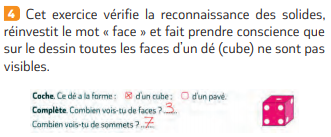 4 Cet exercice vérifie la reconnaissance des solides,
réinvestit le mot « face » et fait prendre conscience que
sur le dessin toutes les faces d'un dé (cube) ne sont pas
visibles.
Coche. Ce dé a la forme : ☒ d'un cube ; ☐ d'un pavé.
Complète. Combien vois-tu de faces ? ...3...
Combien vois-tu de sommets ? ...7...